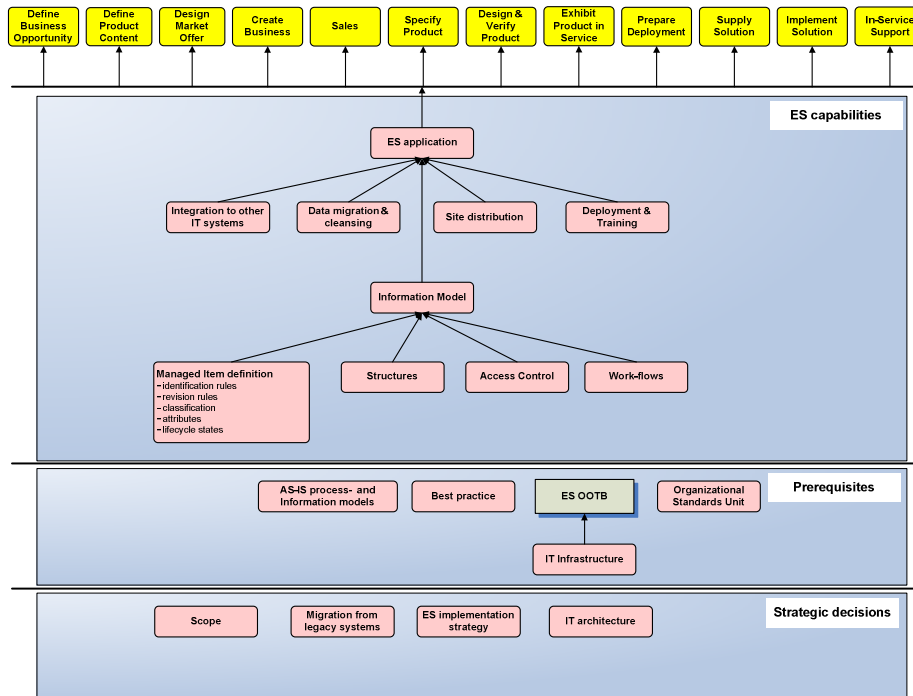 Define
Business
Opportunity
Define
Product
Content
Design
Market
Offer
Create
Business
Sales
Specify
Product
Design &
Verify
Product
Exhibit
Product in
Service
Prepare
Deployment
Supply
Solution
Implement
Solution
In-Service
Support
ES capabilities
ES application
Integration to other
IT systems
Data migration &
cleansing
Site distribution
Deployment &
Training
Information Model
Managed Item definition
- identification rules
- revision rules
- classification
- attributes
- lifecycle states
Structures
Access Control
Work-flows
Prerequisites
AS-IS process- and
Information models
Best practice
ES OOTB
Organizational
Standards Unit
IT Infrastructure
Strategic decisions
Scope
Migration from
legacy systems
ES implementation
strategy
IT architecture